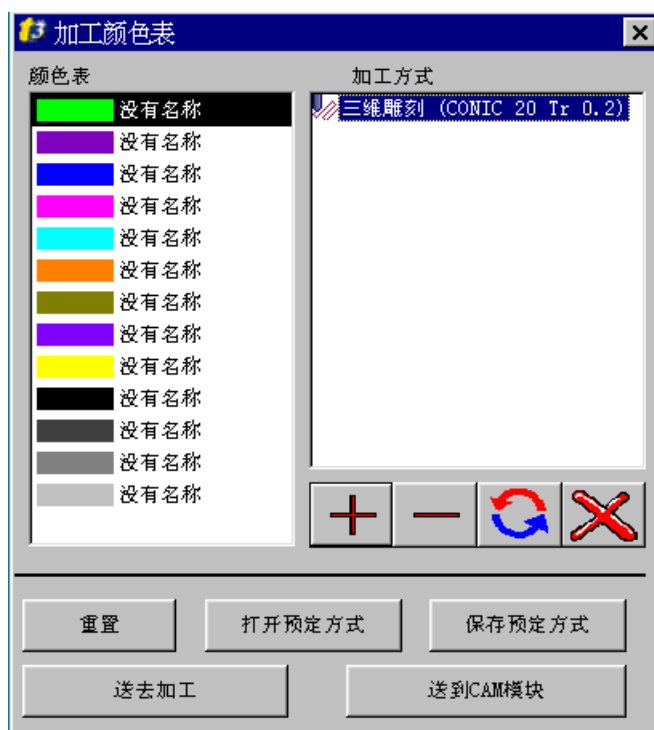 加工颜色表
颜色表
加工方式
没有名称
三维雕刻 (CONIC 20 Tr 0.2)
没有名称
没有名称
没有名称
没有名称
没有名称
没有名称
没有名称
没有名称
没有名称
没有名称
没有名称
没有名称
重置
打开预定方式
保存预定方式
送去加工
送到CAM模块